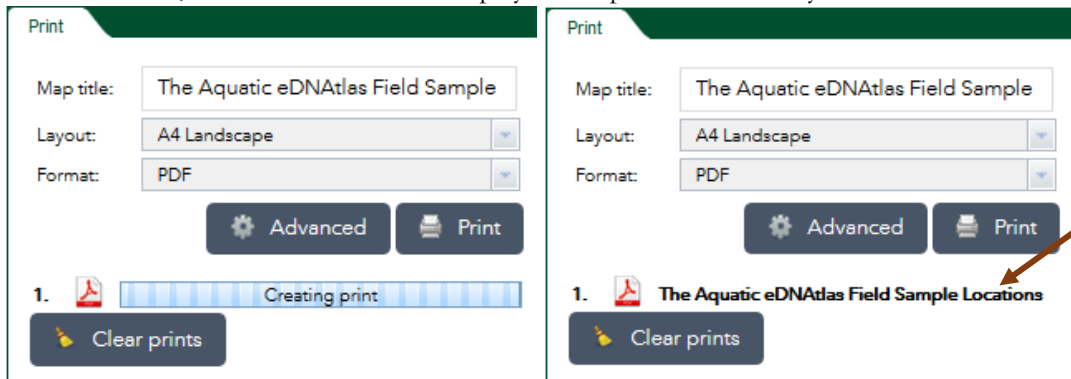 Print
Map title: The Aquatic eDNAtlas Field Sample
Layout: A4 Landscape
Format: PDF
Advanced Print
1. Creating print
Clear prints
Print
Map title: The Aquatic eDNAtlas Field Sample
Layout: A4 Landscape
Format: PDF
Advanced Print
1. The Aquatic eDNAtlas Field Sample Locations
Clear prints